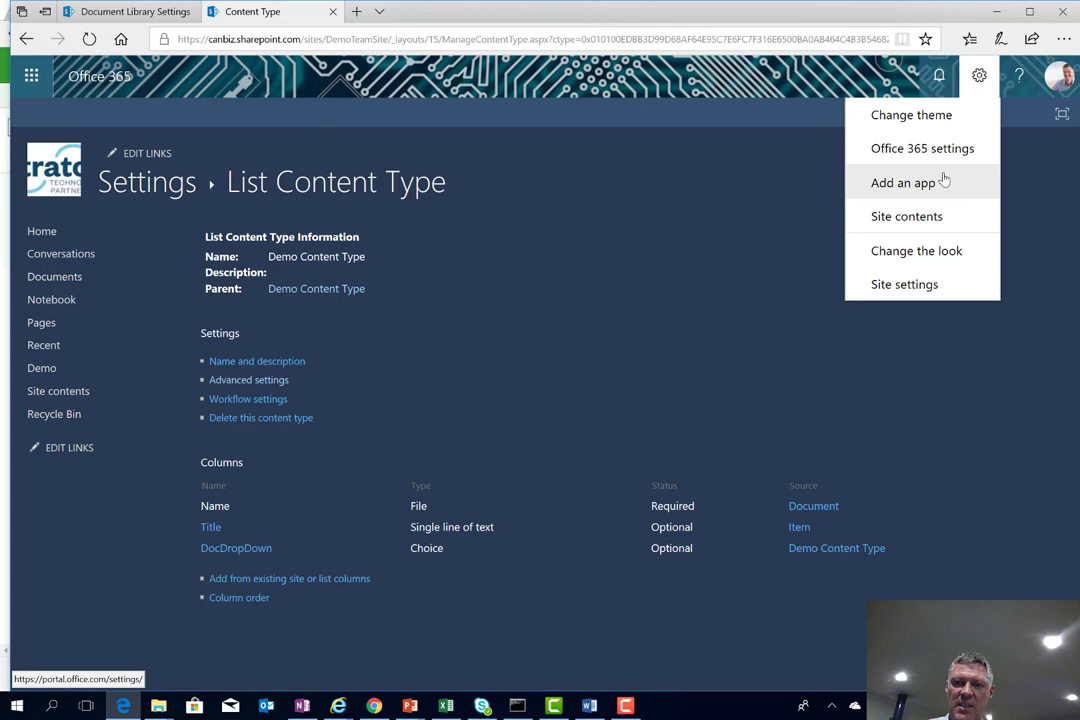 Document Library Settings
Content Type
https://canbiz.sharepoint.com/sites/DemoTeamSite/_layouts/15/ManageContentType.aspx?ctype=0x010100EDBB3D99D68AF64E95C7E6FC7F316E6500BA0AB464C4B3B5468
Office 365
Change theme
Office 365 settings
Add an app
Site contents
Change the look
Site settings
EDIT LINKS
Settings ▸ List Content Type
Home
Conversations
Documents
Notebook
Pages
Recent
Demo
Site contents
Recycle Bin
EDIT LINKS
List Content Type Information
Name: Demo Content Type
Description:
Parent: Demo Content Type
Settings
Name and description
Advanced settings
Workflow settings
Delete this content type
Columns
Name Type Status Source
Name File Required Document
Title Single line of text Optional Item
DocDropDown Choice Optional Demo Content Type
Add from existing site or list columns
Column order
https://portal.office.com/settings/